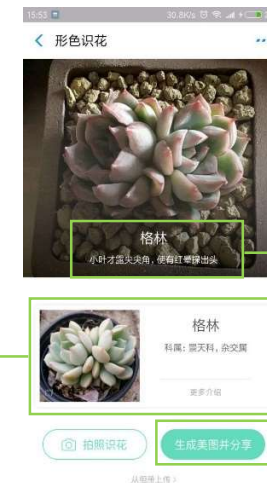 15:53 30.8K/s
形色识花
格林
小叶才露尖尖角，便有红晕探出头
格林
科属：景天科，杂交属
更多介绍
拍照识花
生成美图并分享
从相册上传 >